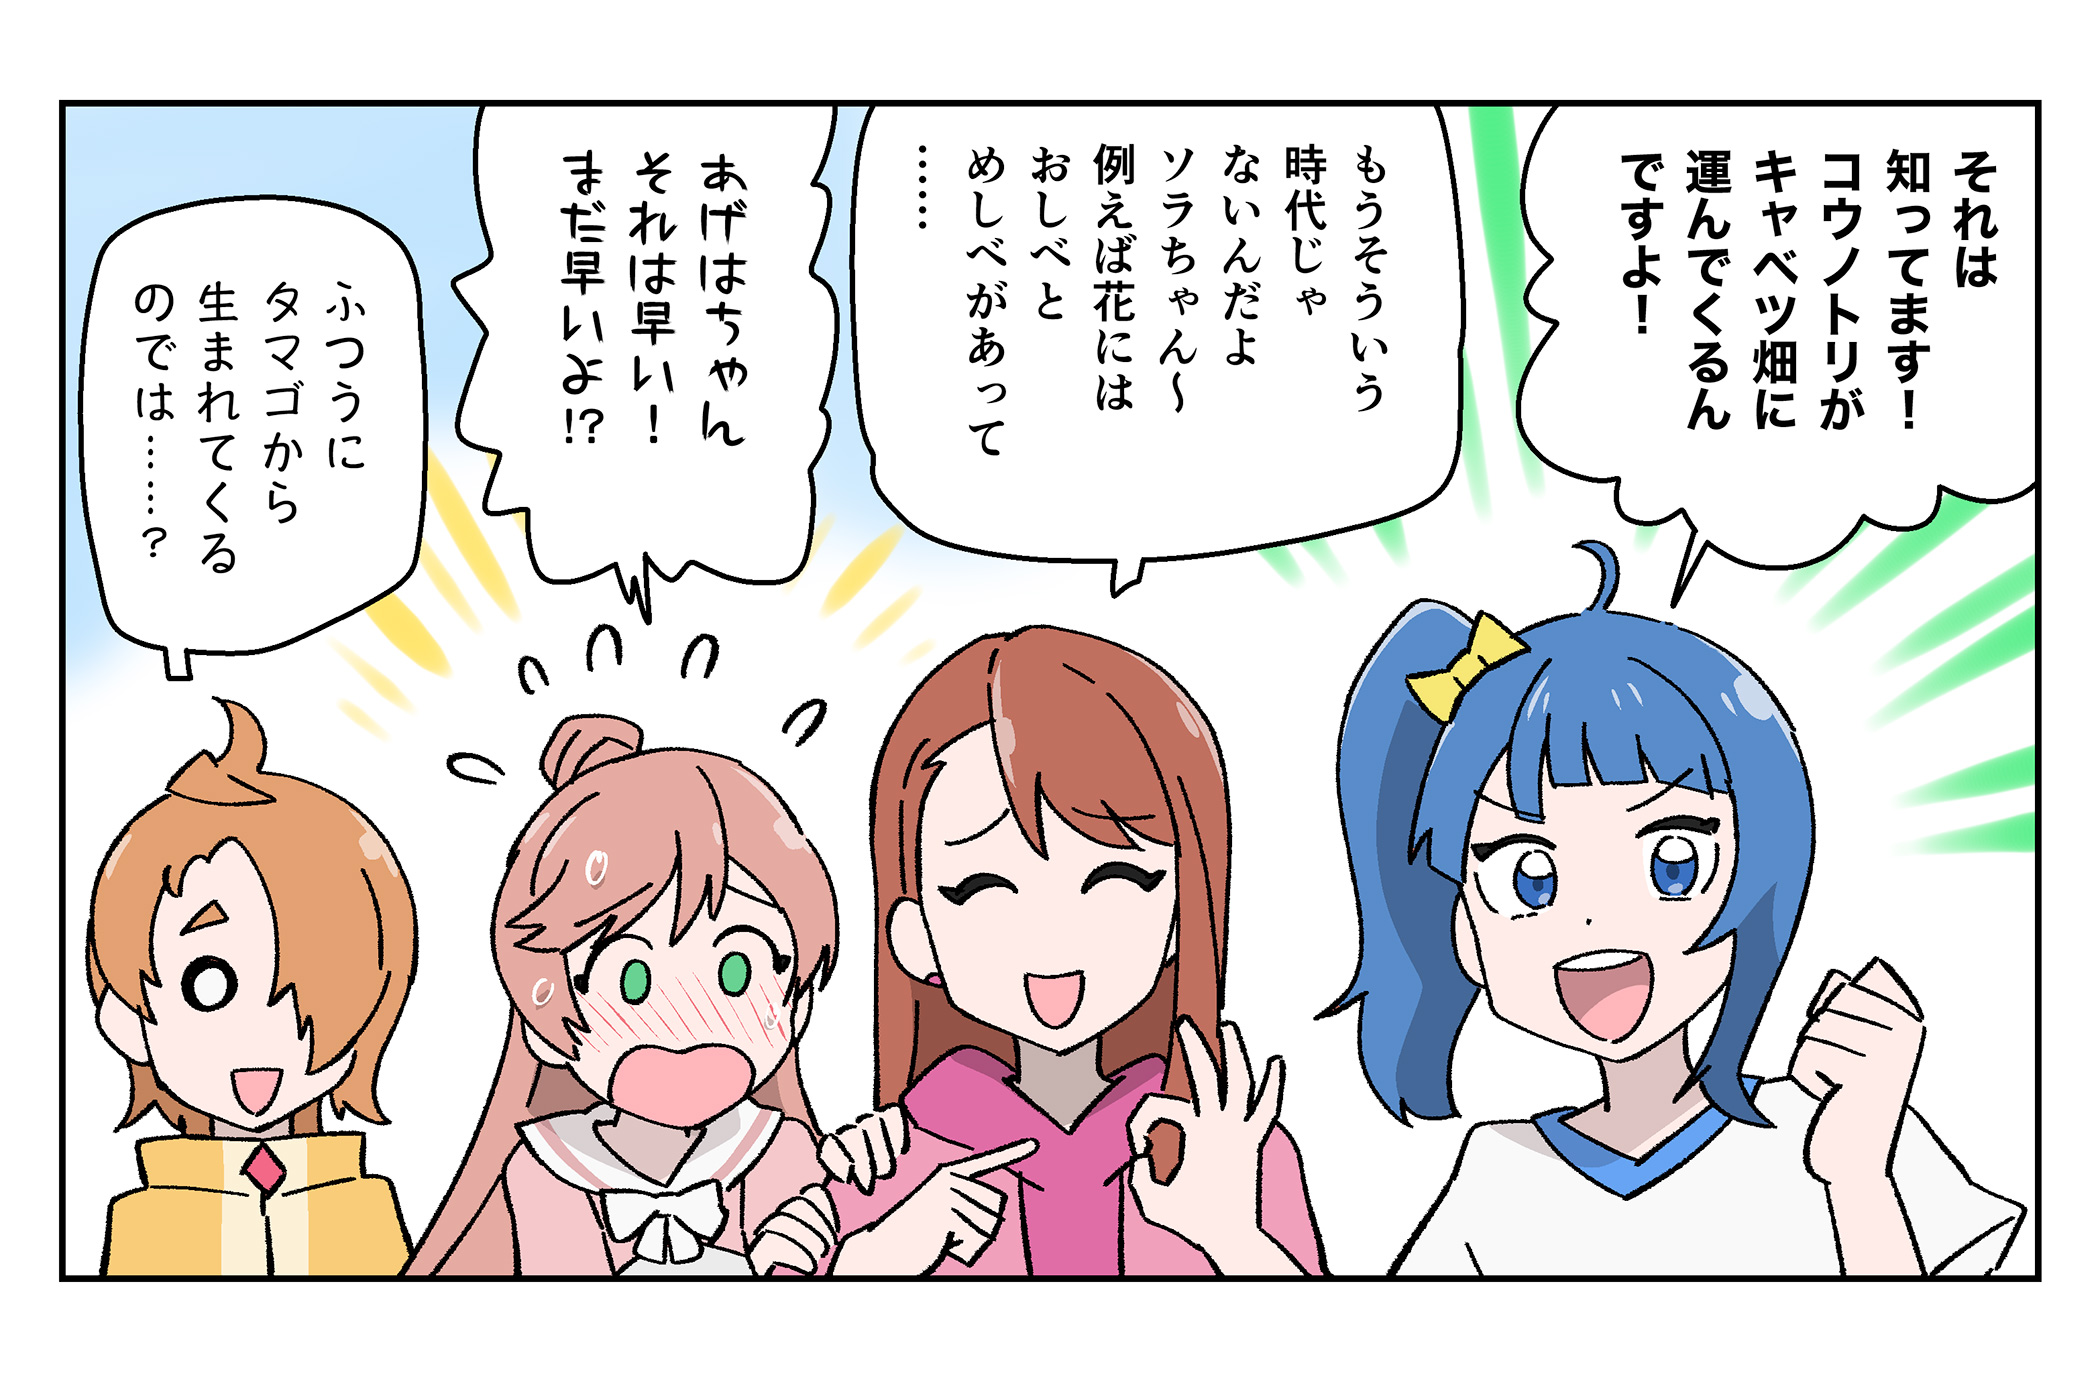 それは
知ってます！
コウノトリが
キャベツ畑に
運んでくるん
ですよ！
もうそういう
時代じゃ
ないんだよ
ソラちゃん〜
例えば花には
おしべと
めしべがあって
……
あげはちゃん
それは早い！
まだ早いよ!?
ふつうに
タマゴから
生まれてくる
のでは……？